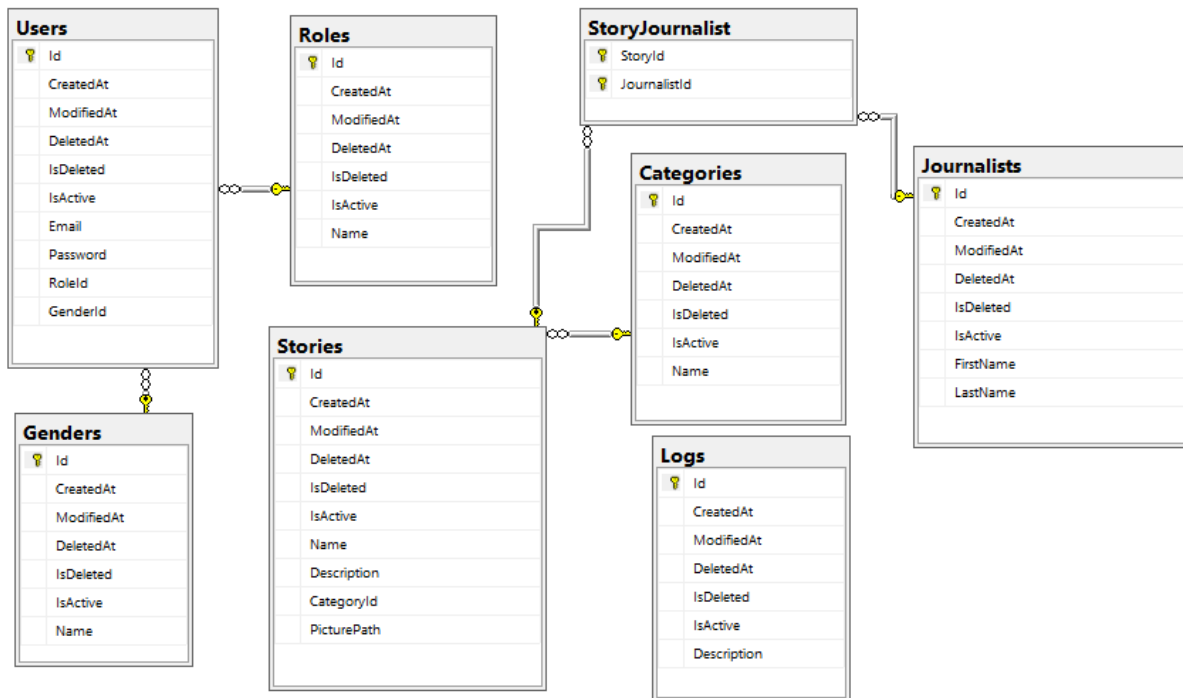 Users
Id
CreatedAt
ModifiedAt
DeletedAt
IsDeleted
IsActive
Email
Password
RoleId
GenderId
Roles
Id
CreatedAt
ModifiedAt
DeletedAt
IsDeleted
IsActive
Name
StoryJournalist
StoryId
JournalistId
Categories
Id
CreatedAt
ModifiedAt
DeletedAt
IsDeleted
IsActive
Name
Journalists
Id
CreatedAt
ModifiedAt
DeletedAt
IsDeleted
IsActive
FirstName
LastName
Stories
Id
CreatedAt
ModifiedAt
DeletedAt
IsDeleted
IsActive
Name
Description
CategoryId
PicturePath
Genders
Id
CreatedAt
ModifiedAt
DeletedAt
IsDeleted
IsActive
Name
Logs
Id
CreatedAt
ModifiedAt
DeletedAt
IsDeleted
IsActive
Description